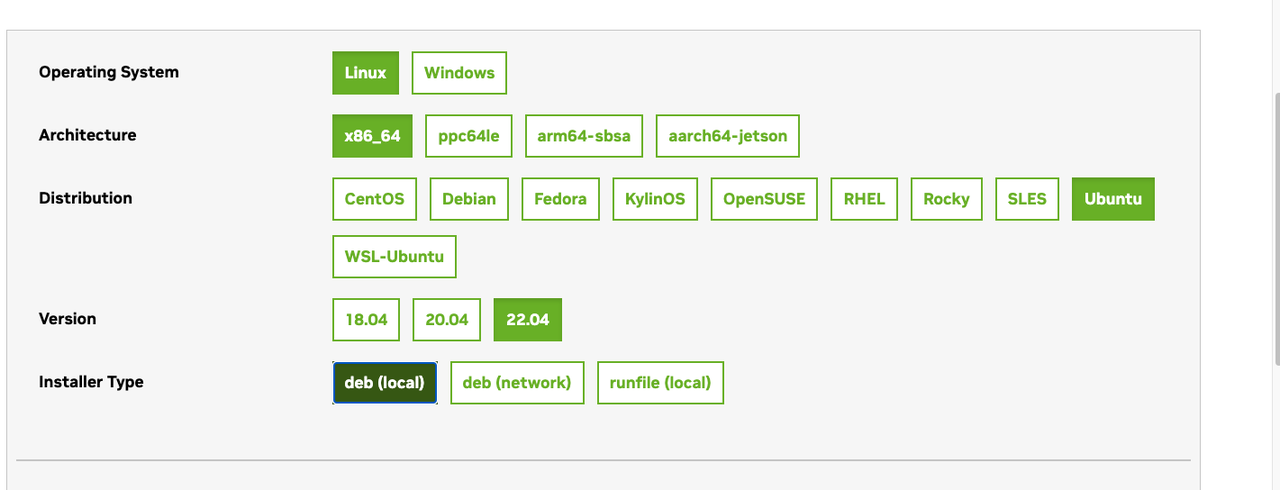 Operating System Linux Windows
Architecture x86_64 ppc64le arm64-sbsa aarch64-jetson
Distribution CentOS Debian Fedora KylinOS OpenSUSE RHEL Rocky SLES Ubuntu
WSL-Ubuntu
Version 18.04 20.04 22.04
Installer Type deb (local) deb (network) runfile (local)